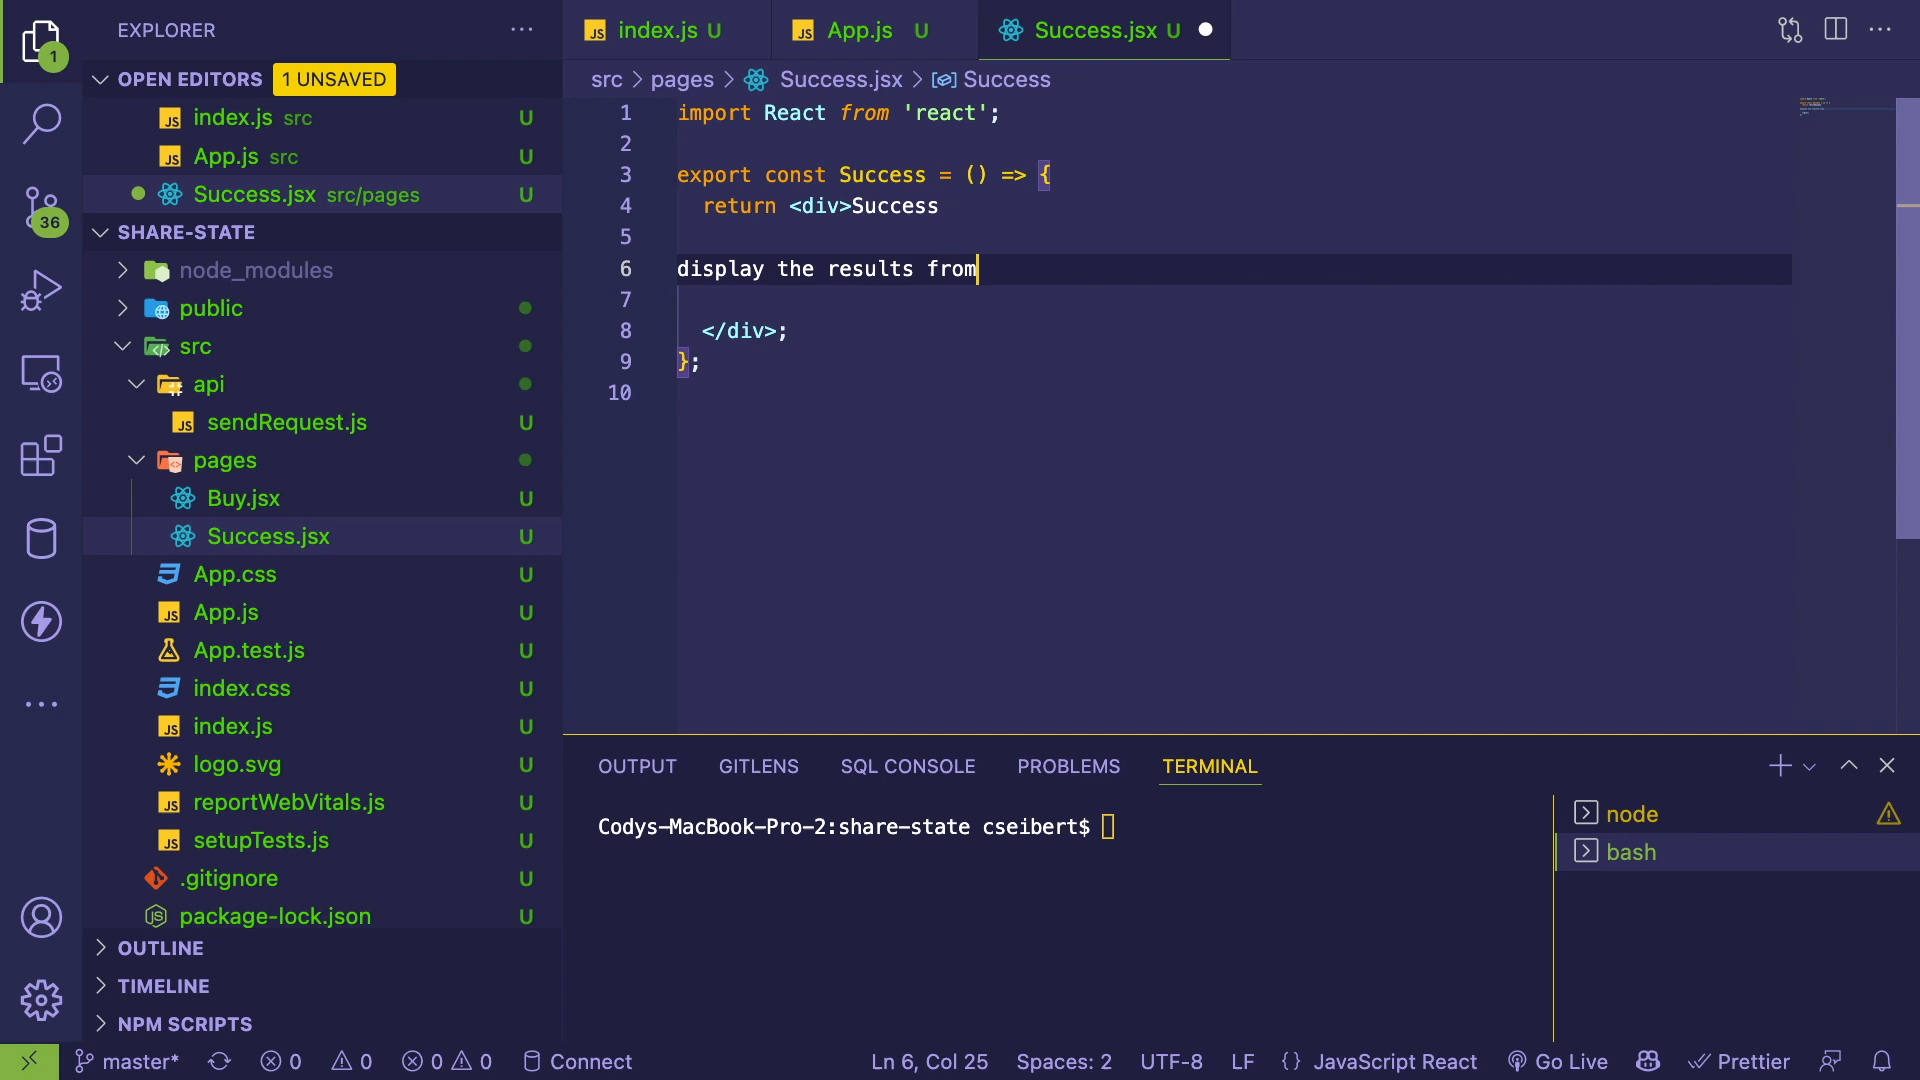 EXPLORER
OPEN EDITORS 1 UNSAVED
index.js src U
App.js src U
Success.jsx src/pages U
SHARE-STATE
node_modules
public
src
api
sendRequest.js U
pages
Buy.jsx U
Success.jsx U
App.css U
App.js U
App.test.js U
index.css U
index.js U
logo.svg U
reportWebVitals.js U
setupTests.js U
.gitignore U
package-lock.json U
OUTLINE
TIMELINE
NPM SCRIPTS
1
36
index.js U
App.js U
Success.jsx U
src > pages > Success.jsx > Success
1 import React from 'react';
2
3 export const Success = () => {
4 return <div>Success
5
6 display the results from
7
8 </div>;
9 };
10
OUTPUT GITLENS SQL CONSOLE PROBLEMS TERMINAL
Codys-MacBook-Pro-2:share-state cseibert$
node
bash
master* 0 0 0 0 Connect Ln 6, Col 25 Spaces: 2 UTF-8 LF {} JavaScript React Go Live Prettier